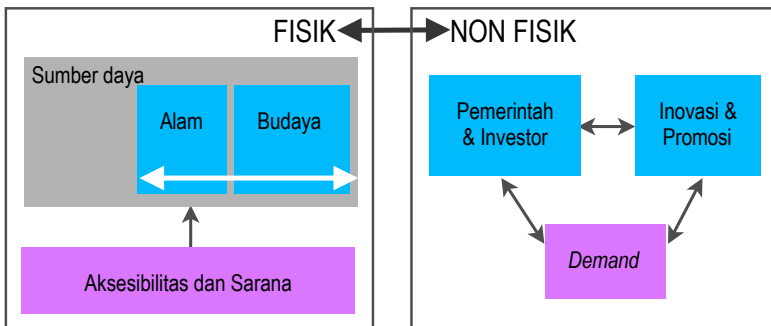 FISIK
Sumber daya
Alam
Budaya
Aksesibilitas dan Sarana
NON FISIK
Pemerintah
& Investor
Inovasi &
Promosi
Demand